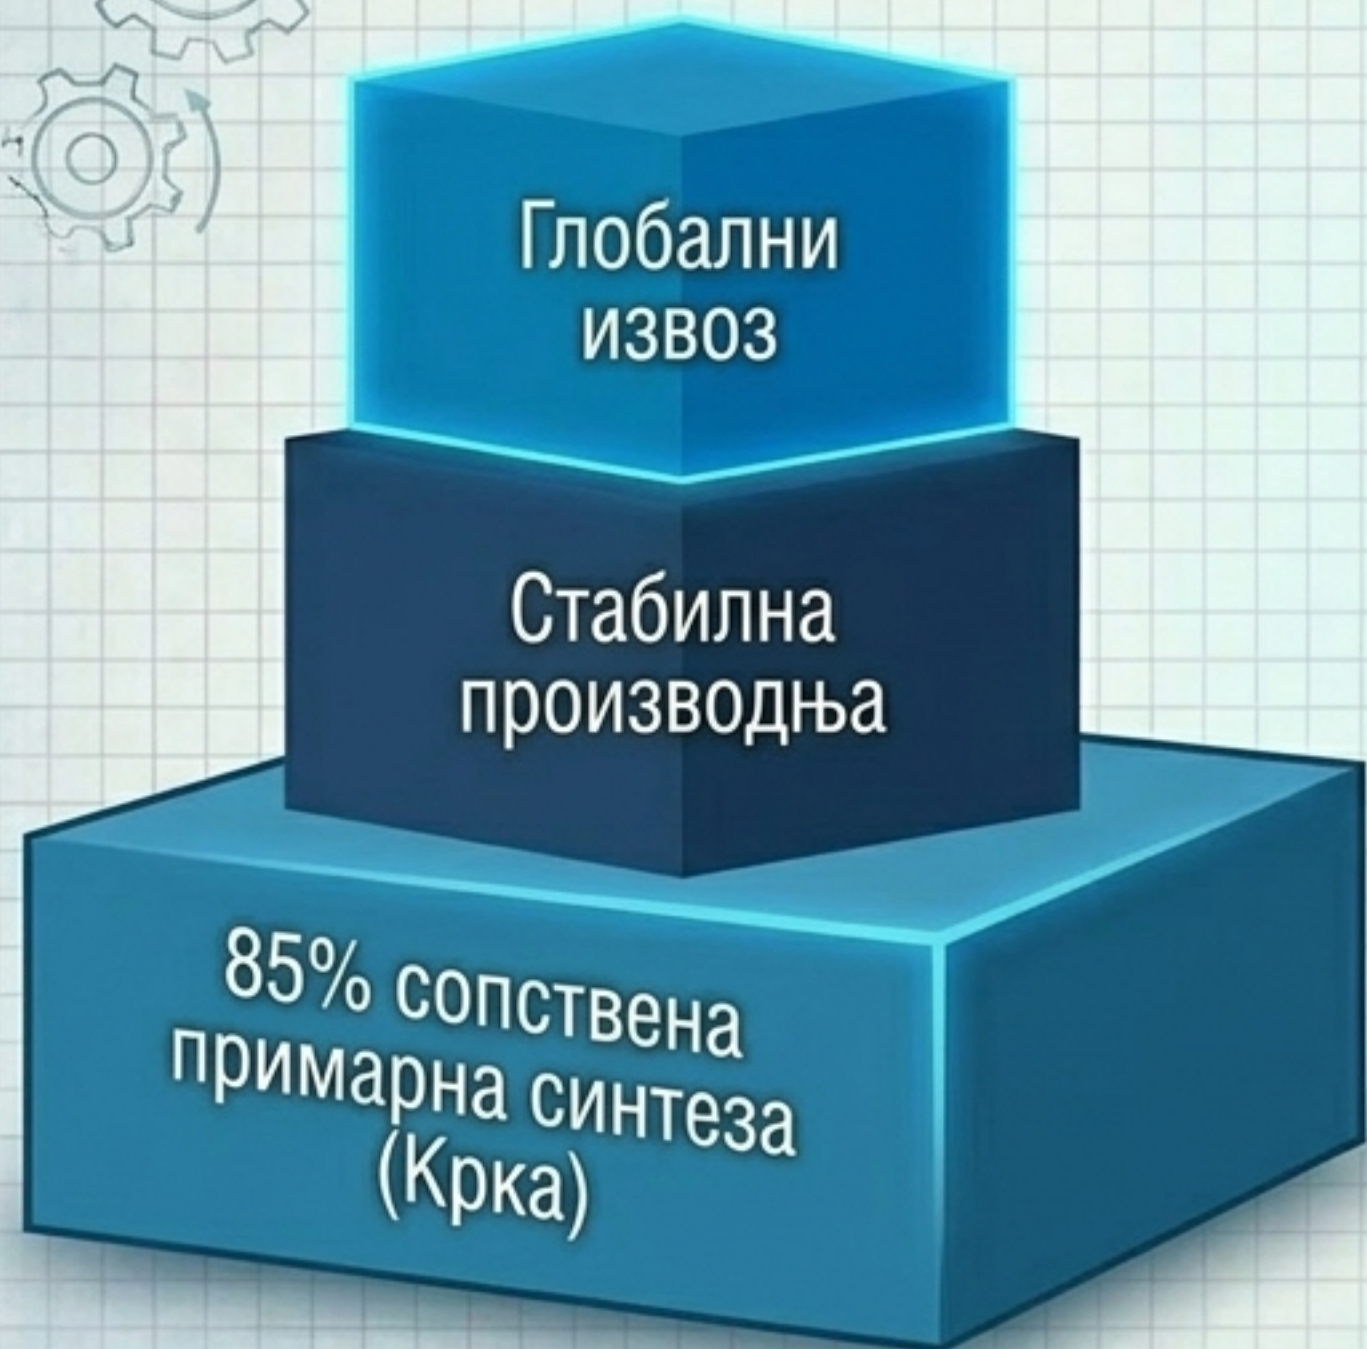 Глобални
извоз
Стабилна
производња
85% сопствена
примарна синтеза
(Крка)